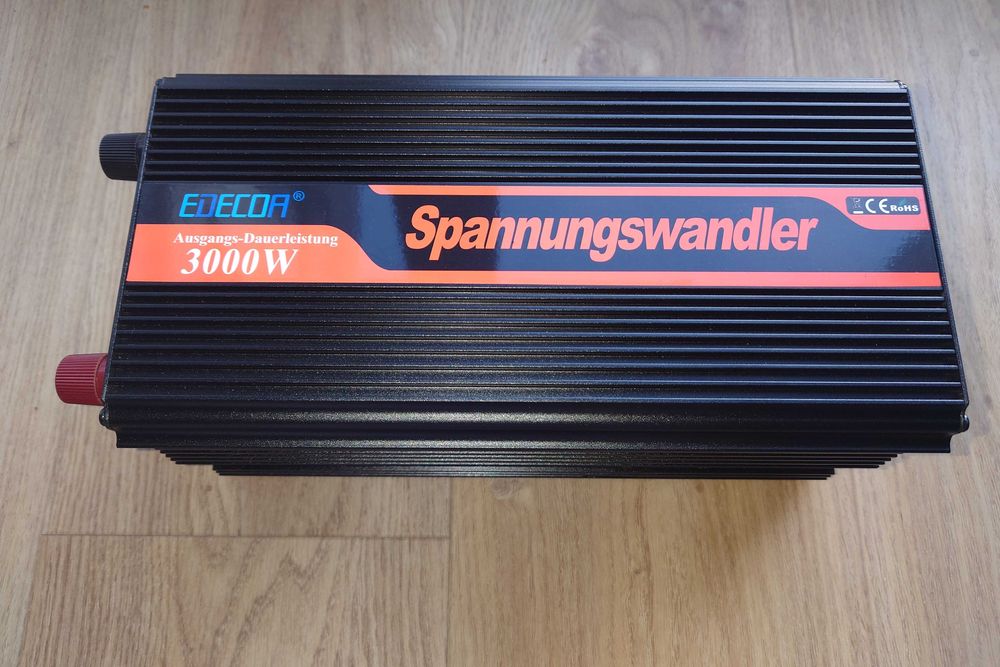 EDECOA®
Ausgangs-Dauerleistung
3000W
Spannungswandler
CE RoHS